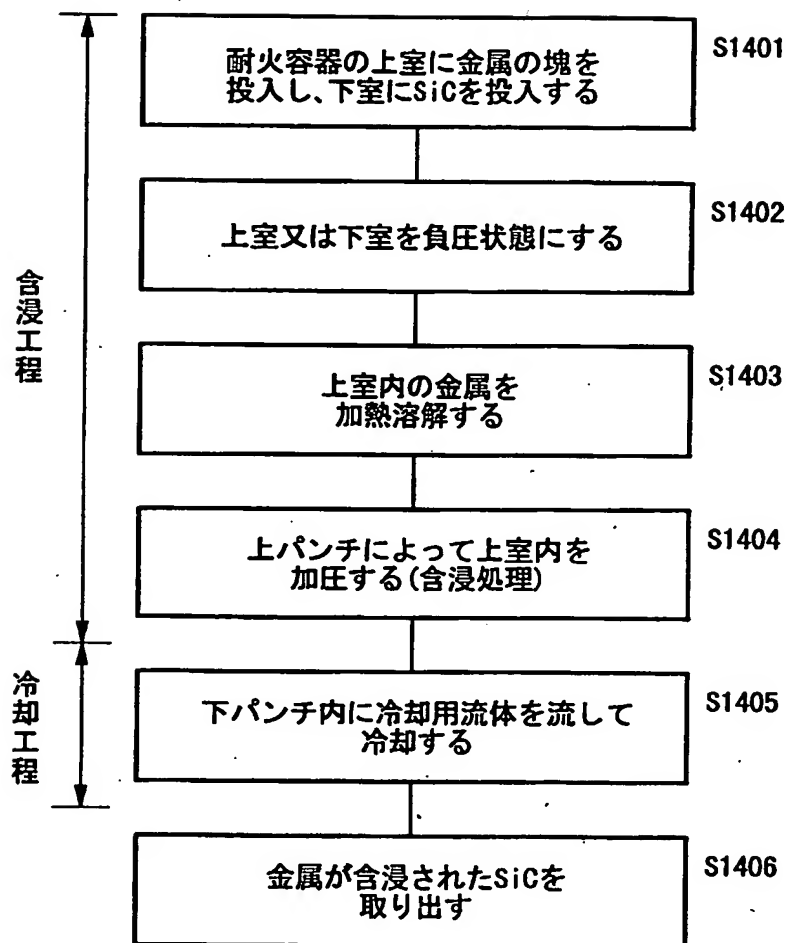 耐火容器の上室に金属の塊を
投入し、下室にSiCを投入する
S1401
上室又は下室を負圧状態にする
S1402
含浸工程
上室内の金属を
加熱溶解する
S1403
上パンチによって上室内を
加圧する(含浸処理)
S1404
冷却工程
下パンチ内に冷却用流体を流して
冷却する
S1405
金属が含浸されたSiCを
取り出す
S1406